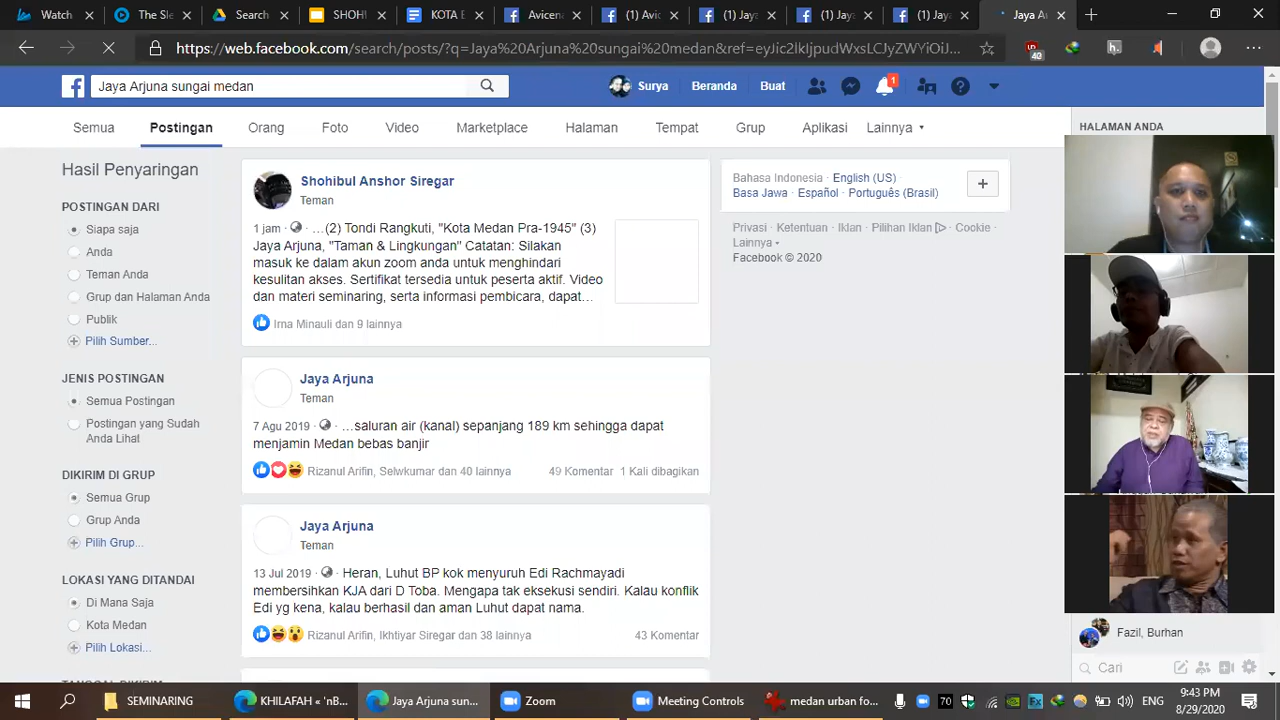 Watch
The Sle
Search
SHOH
KOTA E
Avicena
(1) Avic
(1) Jaya
(1) Jaya
(1) Jaya
Jaya A
https://web.facebook.com/search/posts/?q=Jaya%20Arjuna%20sungai%20medan&ref=eyJic2lkIjpudWxsLCJyZWYiOiJ...
40
Jaya Arjuna sungai medan
Surya
Beranda
Buat
1
Semua
Postingan
Orang
Foto
Video
Marketplace
Halaman
Tempat
Grup
Aplikasi
Lainnya
HALAMAN ANDA
Hasil Penyaringan
POSTINGAN DARI
Siapa saja
Anda
Teman Anda
Grup dan Halaman Anda
Publik
Pilih Sumber...
JENIS POSTINGAN
Semua Postingan
Postingan yang Sudah
Anda Lihat
DIKIRIM DI GRUP
Semua Grup
Grup Anda
Pilih Grup...
LOKASI YANG DITANDAI
Di Mana Saja
Kota Medan
Pilih Lokasi...
Shohibul Anshor Siregar
Teman
1 jam · ...(2) Tondi Rangkuti, "Kota Medan Pra-1945" (3)
Jaya Arjuna, "Taman & Lingkungan" Catatan: Silakan
masuk ke dalam akun zoom anda untuk menghindari
kesulitan akses. Sertifikat tersedia untuk peserta aktif. Video
dan materi seminaring, serta informasi pembicara, dapat...
Irna Minauli dan 9 lainnya
Jaya Arjuna
Teman
7 Agu 2019 · ...saluran air (kanal) sepanjang 189 km sehingga dapat
menjamin Medan bebas banjir
Rizanul Arifin, Selwkumar dan 40 lainnya
49 Komentar 1 Kali dibagikan
Jaya Arjuna
Teman
13 Jul 2019 · Heran, Luhut BP kok menyuruh Edi Rachmayadi
membersihkan KJA dari D Toba. Mengapa tak eksekusi sendiri. Kalau konflik
Edi yg kena, kalau berhasil dan aman Luhut dapat nama.
Rizanul Arifin, Ikhtiyar Siregar dan 38 lainnya
43 Komentar
Bahasa Indonesia · English (US) ·
Basa Jawa · Español · Português (Brasil)
Privasi · Ketentuan · Iklan · Pilihan Iklan · Cookie ·
Lainnya
Facebook © 2020
Fazil, Burhan
Cari
SEMINARING
KHILAFAH « 'nB...
Jaya Arjuna sun...
Zoom
Meeting Controls
medan urban fo...
70
ENG
9:43 PM
8/29/2020